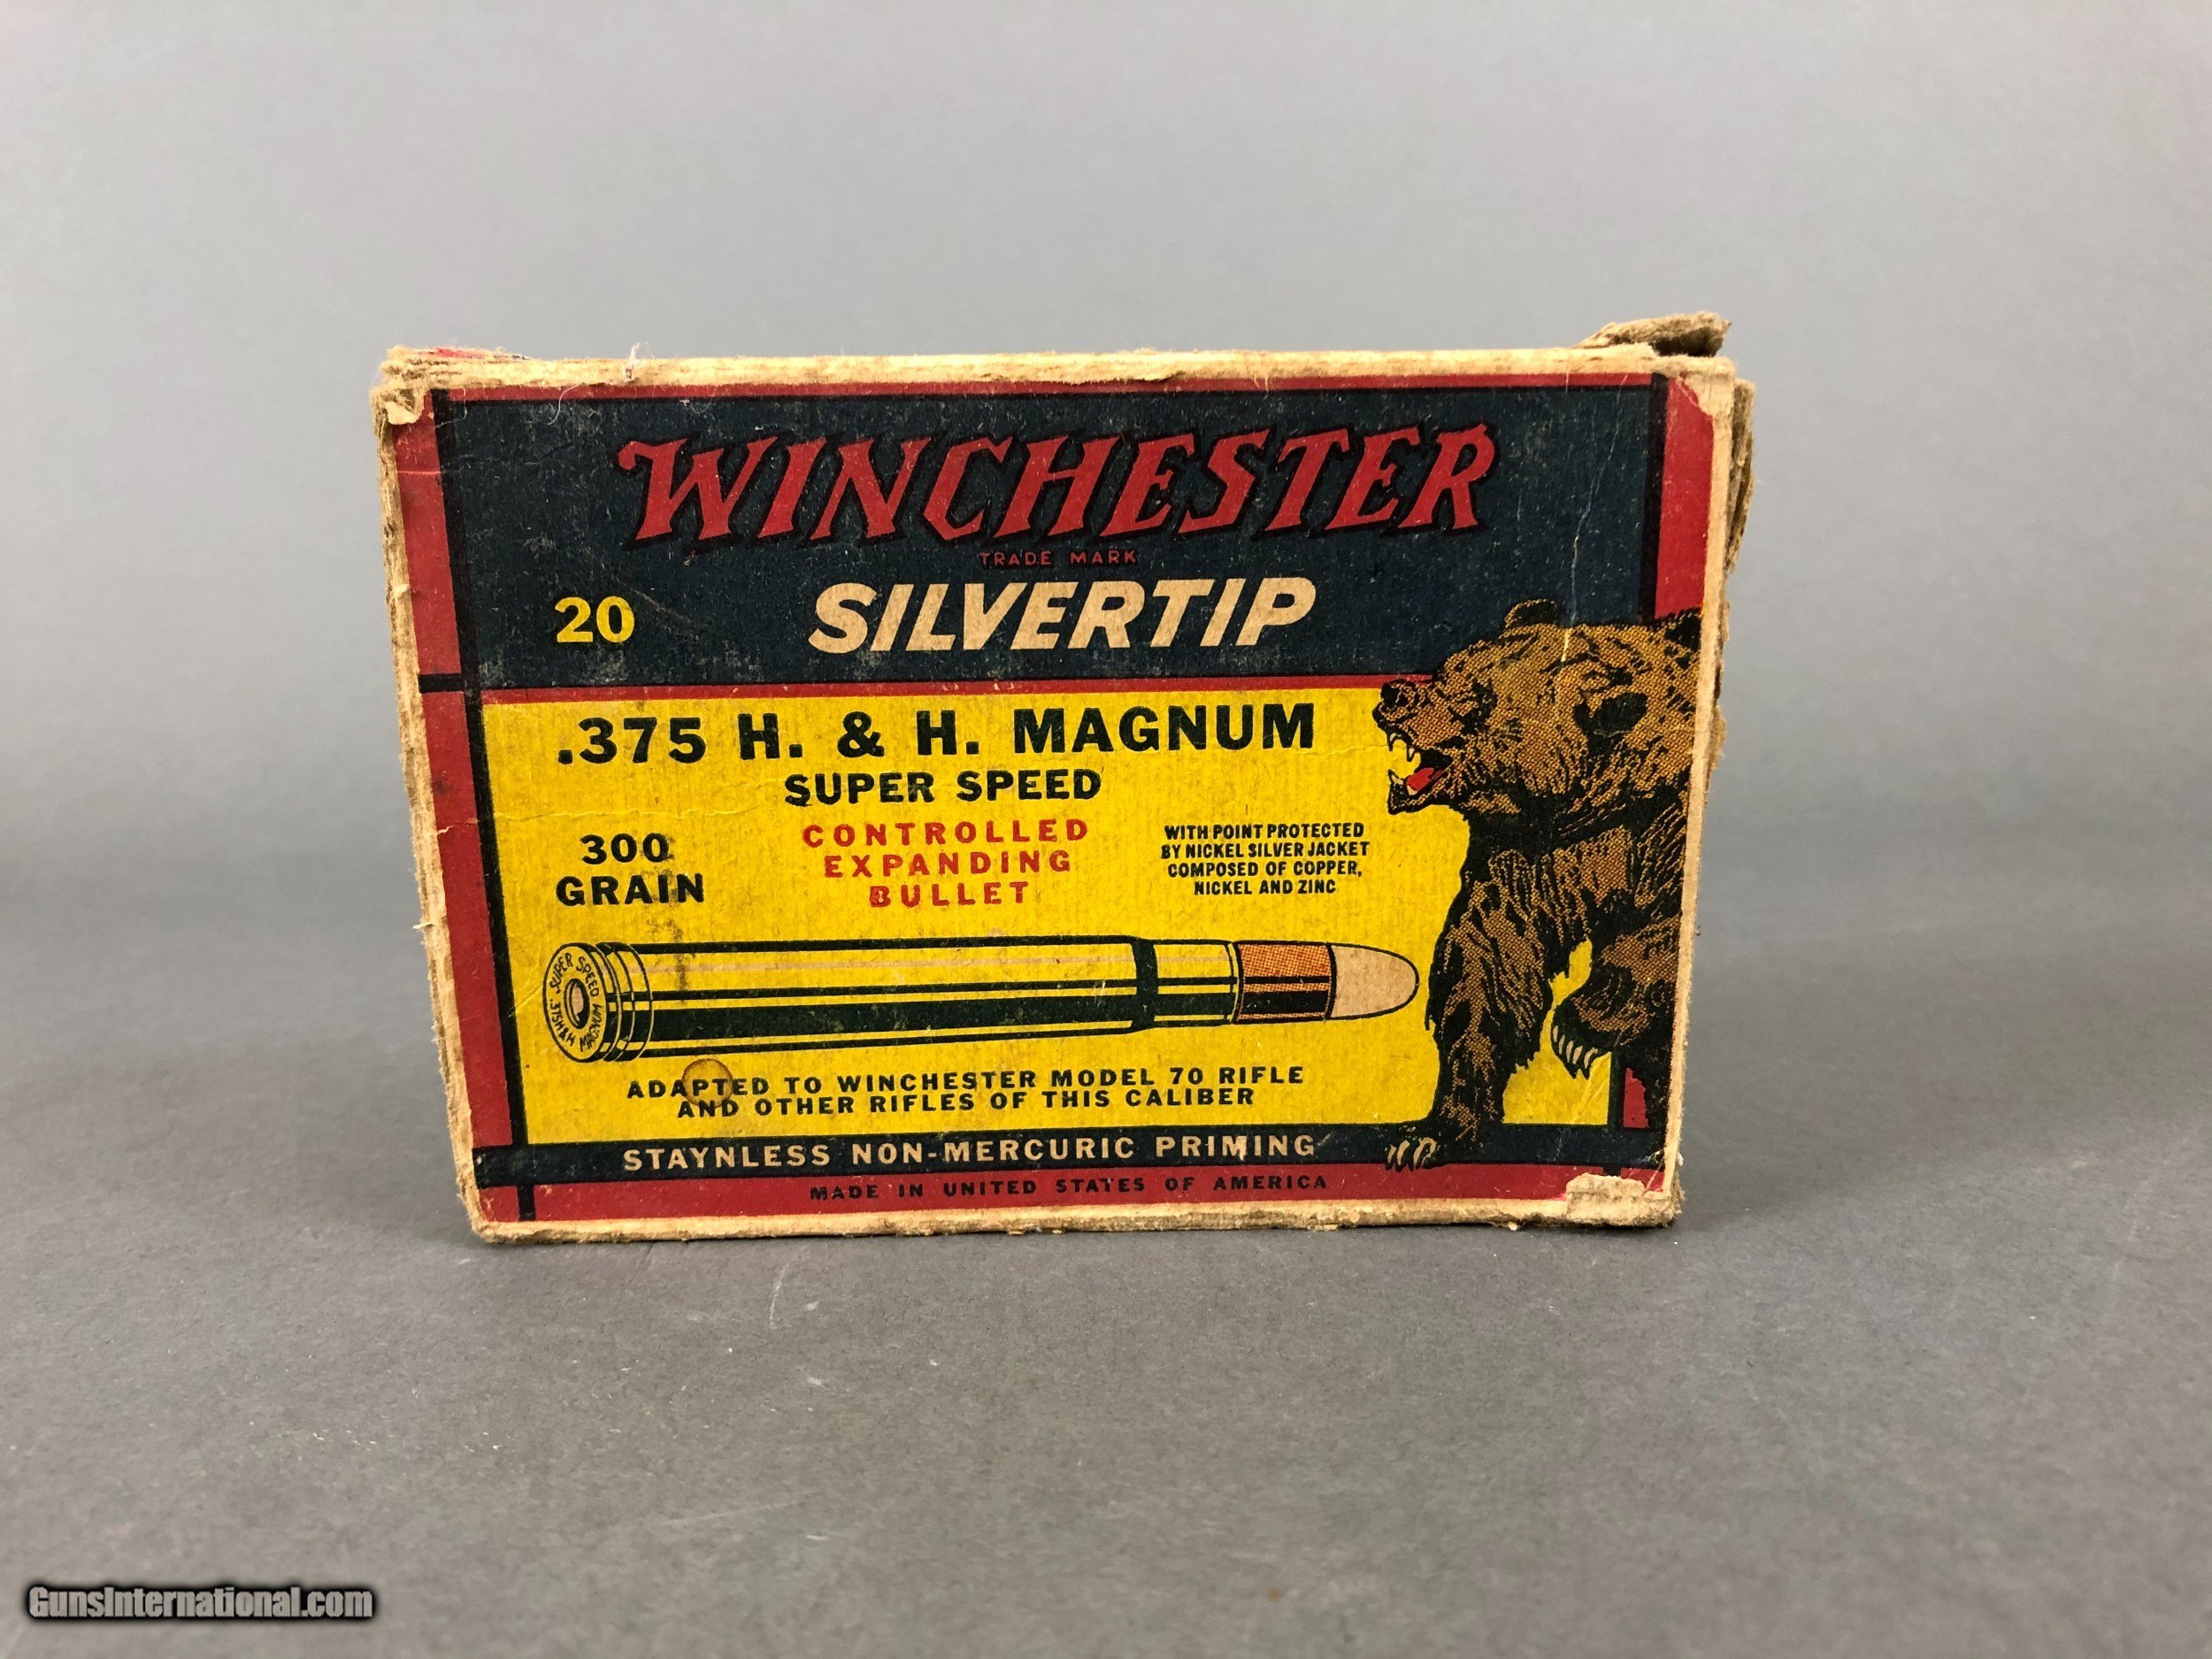 WINCHESTER
TRADE MARK
20 SILVERTIP
.375 H. & H. MAGNUM
SUPER SPEED
300
GRAIN
CONTROLLED
EXPANDING
BULLET
WITH POINT PROTECTED
BY NICKEL SILVER JACKET
COMPOSED OF COPPER,
NICKEL AND ZINC
SUPER SPEED
.375H&H MAGNUM
ADAPTED TO WINCHESTER MODEL 70 RIFLE
AND OTHER RIFLES OF THIS CALIBER
STAYNLESS NON-MERCURIC PRIMING
MADE IN UNITED STATES OF AMERICA
GunsInternational.com